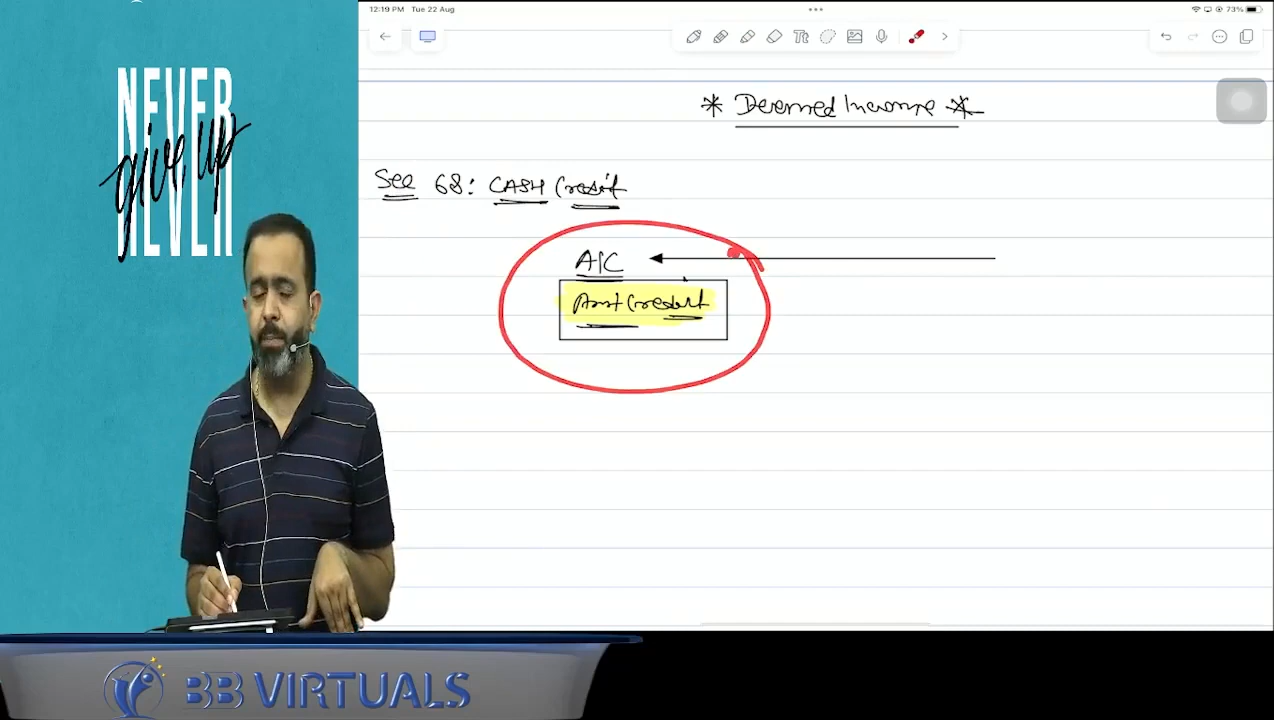 12:19 PM Tue 22 Aug
73%
NEVER
give up
NEVER
* Deemed Income *
Sec 68: CASH Credit
A/C
Amt Credit
BB VIRTUALS